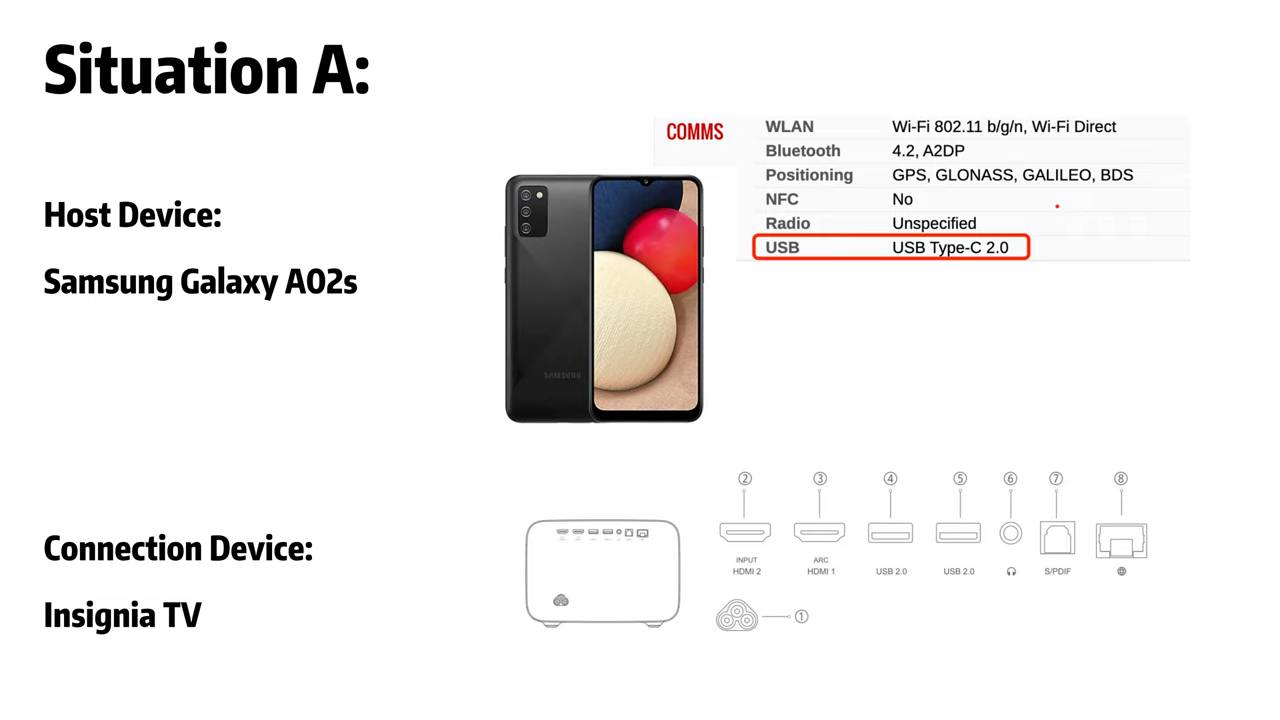 Situation A:
COMMS
WLAN Wi-Fi 802.11 b/g/n, Wi-Fi Direct
Bluetooth 4.2, A2DP
Positioning GPS, GLONASS, GALILEO, BDS
NFC No
Radio Unspecified
USB USB Type-C 2.0
Host Device:
Samsung Galaxy A02s
SAMSUNG
② ③ ④ ⑤ ⑥ ⑦ ⑧
Connection Device:
INPUT ARC
HDMI 2 HDMI 1 USB 2.0 USB 2.0 S/PDIF
Insignia TV
①